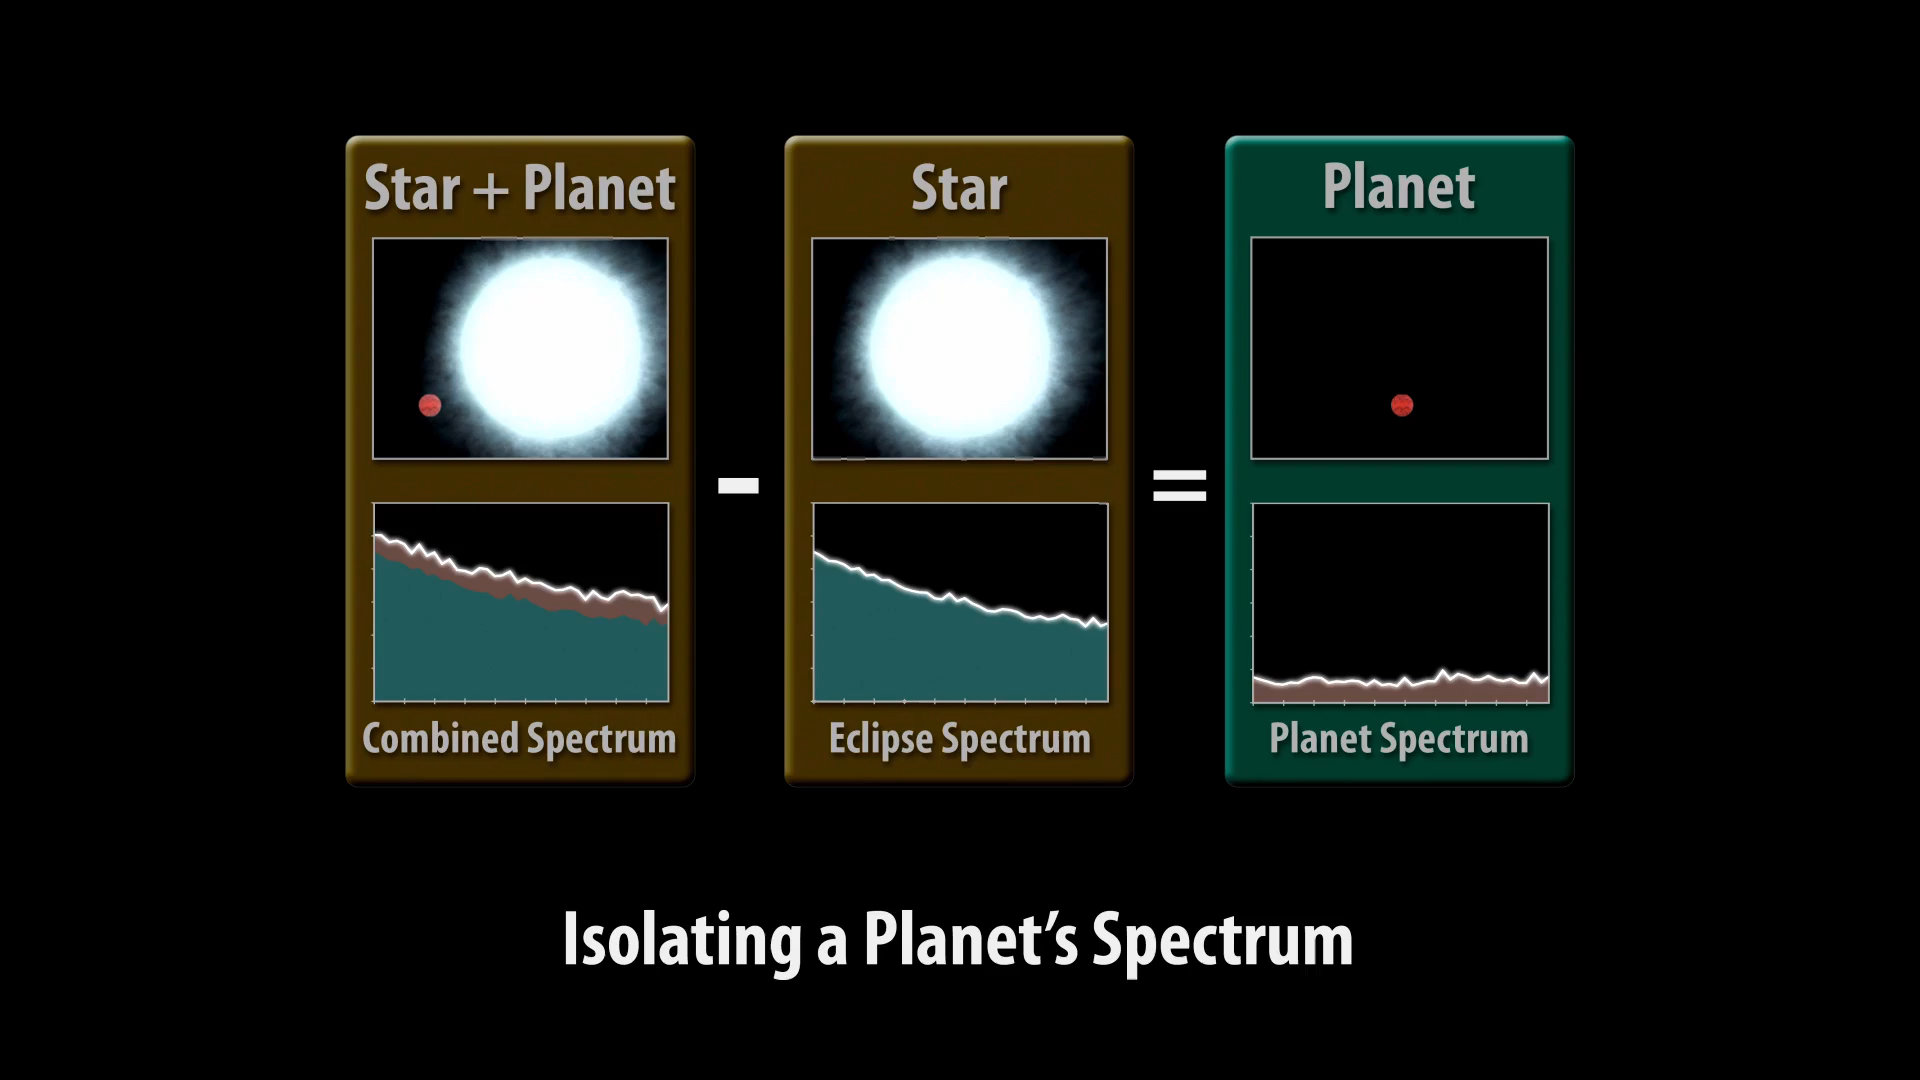 Star + Planet
Star
Planet
-
=
Combined Spectrum
Eclipse Spectrum
Planet Spectrum
Isolating a Planet’s Spectrum